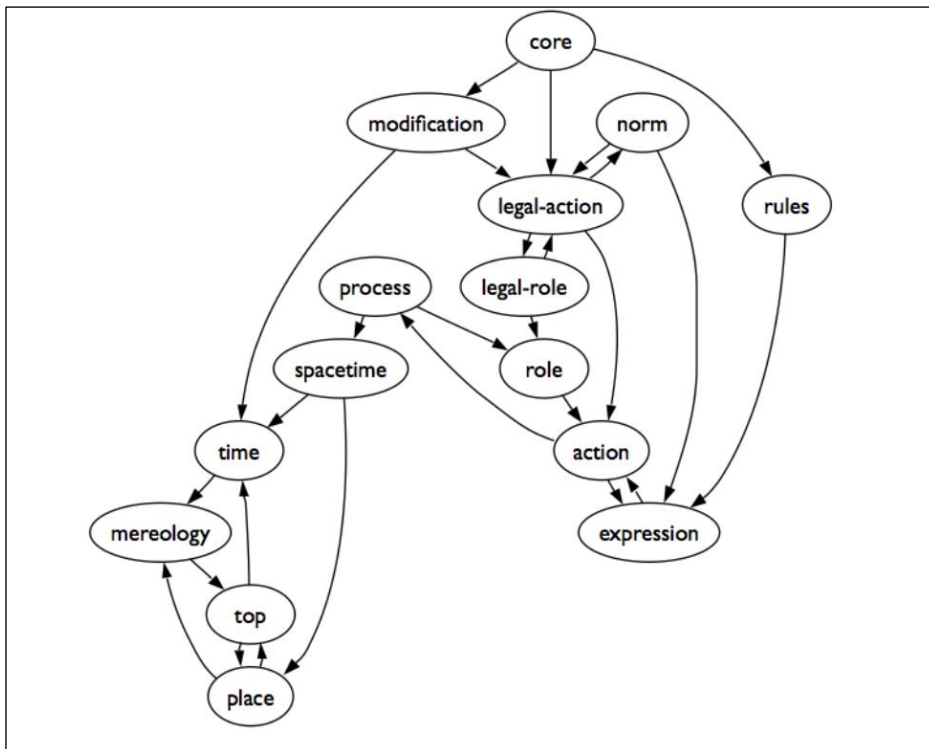 core
modification
norm
legal-action
rules
process
legal-role
spacetime
role
time
action
mereology
expression
top
place